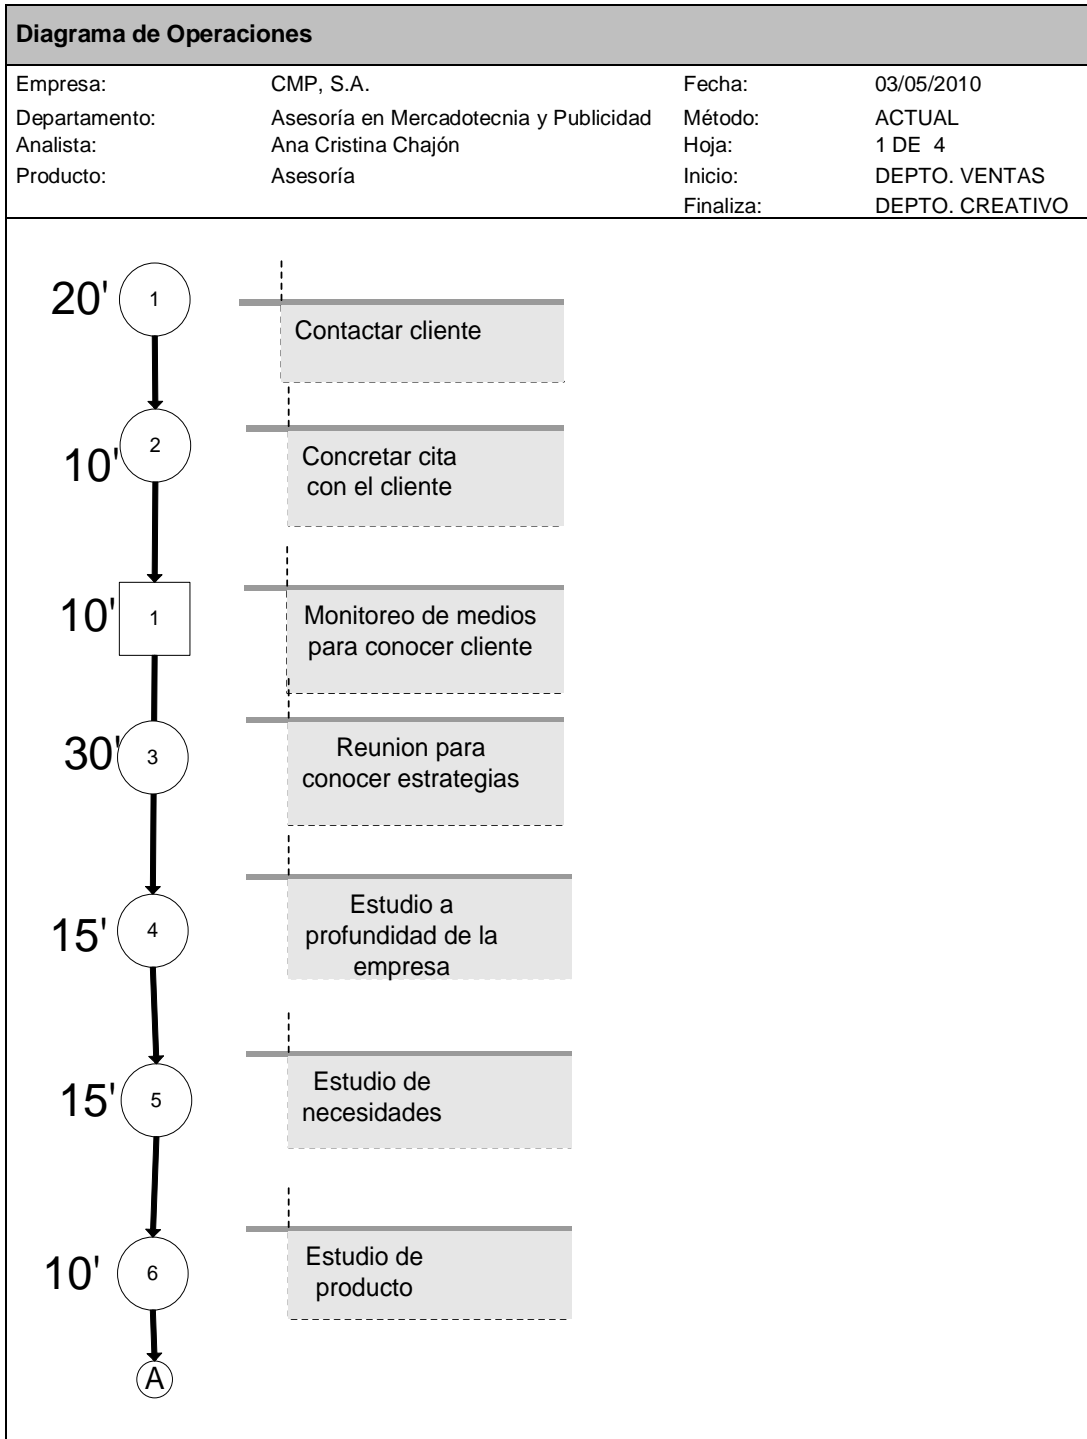 Diagrama de Operaciones
Empresa: CMP, S.A. Fecha: 03/05/2010
Departamento: Asesoría en Mercadotecnia y Publicidad Método: ACTUAL
Analista: Ana Cristina Chajón Hoja: 1 DE 4
Producto: Asesoría Inicio: DEPTO. VENTAS
Finaliza: DEPTO. CREATIVO
20' 1
Contactar cliente
10' 2
Concretar cita
con el cliente
10' 1
Monitoreo de medios
para conocer cliente
30' 3
Reunion para
conocer estrategias
15' 4
Estudio a
profundidad de la
empresa
15' 5
Estudio de
necesidades
10' 6
Estudio de
producto
A